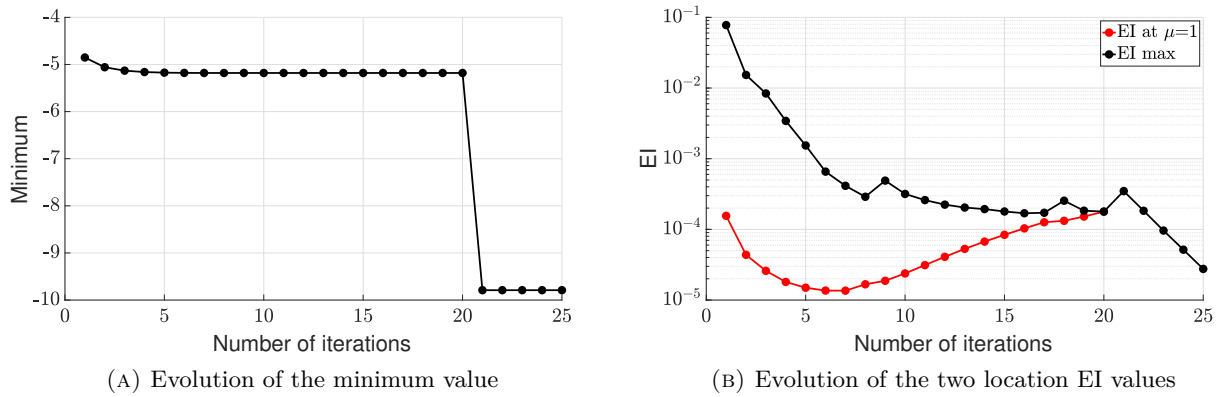 -4
-5
-6
-7
-8
-9
-10
Minimum
0 5 10 15 20 25
Number of iterations
(A) Evolution of the minimum value
10⁻¹
10⁻²
10⁻³
10⁻⁴
10⁻⁵
EI
EI at μ=1
EI max
0 5 10 15 20 25
Number of iterations
(B) Evolution of the two location EI values